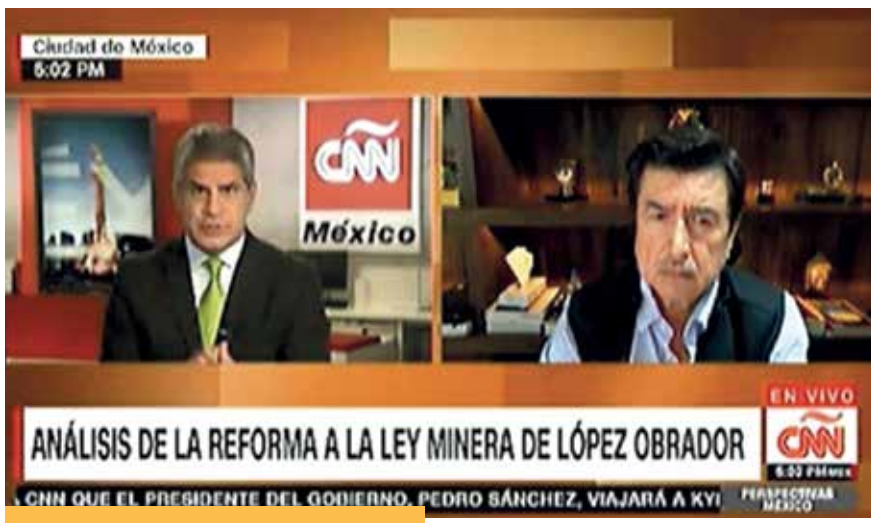 Ciudad de México
5:02 PM
CNN
México
EN VIVO
ANÁLISIS DE LA REFORMA A LA LEY MINERA DE LÓPEZ OBRADOR
CNN
CNN QUE EL PRESIDENTE DEL GOBIERNO, PEDRO SÁNCHEZ, VIAJARÁ A KYI
PERSPECTIVAS
MÉXICO